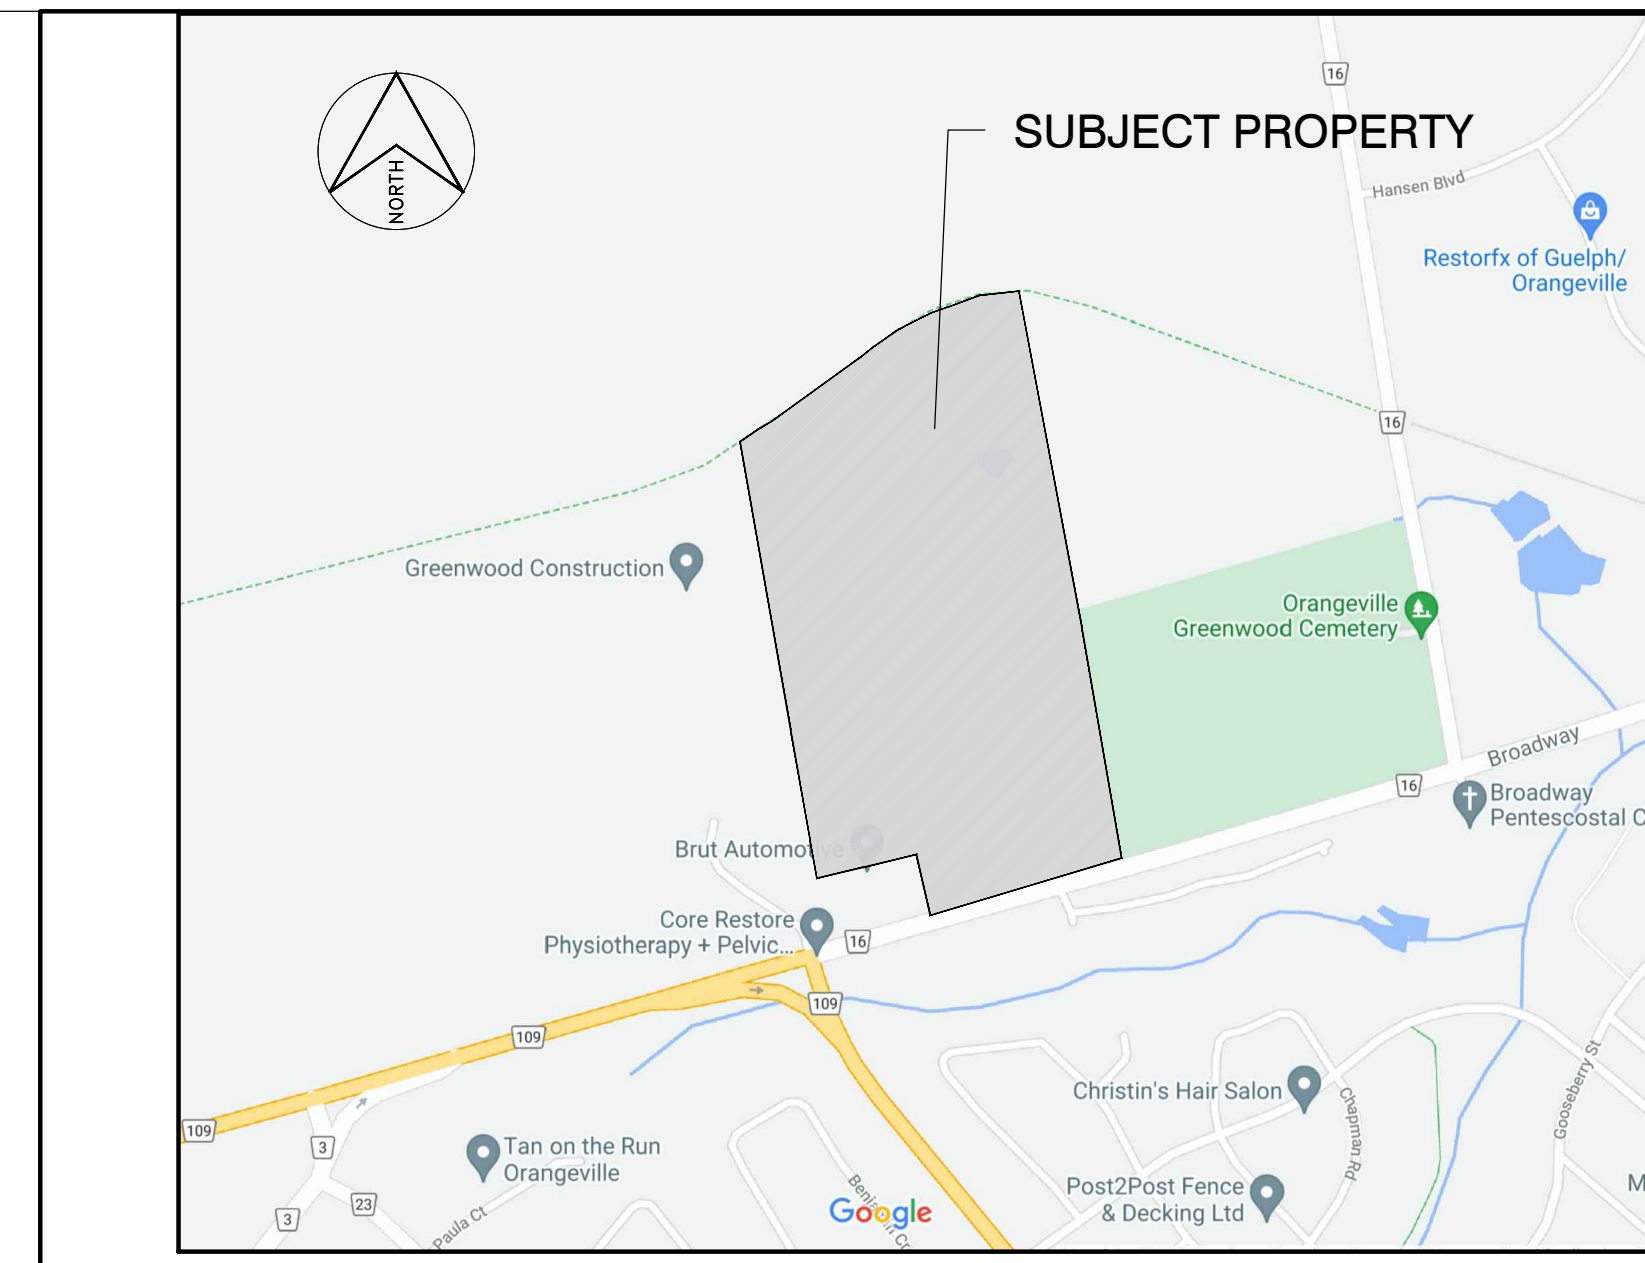 16
NORTH
SUBJECT PROPERTY
Hansen Blvd
Restorfx of Guelph/
Orangeville
16
Greenwood Construction
Orangeville
Greenwood Cemetery
Broadway
16
Broadway
Pentescostal C
Brut Automotive
Core Restore
Physiotherapy + Pelvic...
16
109
109
109
Christin's Hair Salon
Chapman Rd
Gooseberry St
3
Tan on the Run
Orangeville
23
3
Paula Ct
Google
Post2Post Fence
& Decking Ltd
M